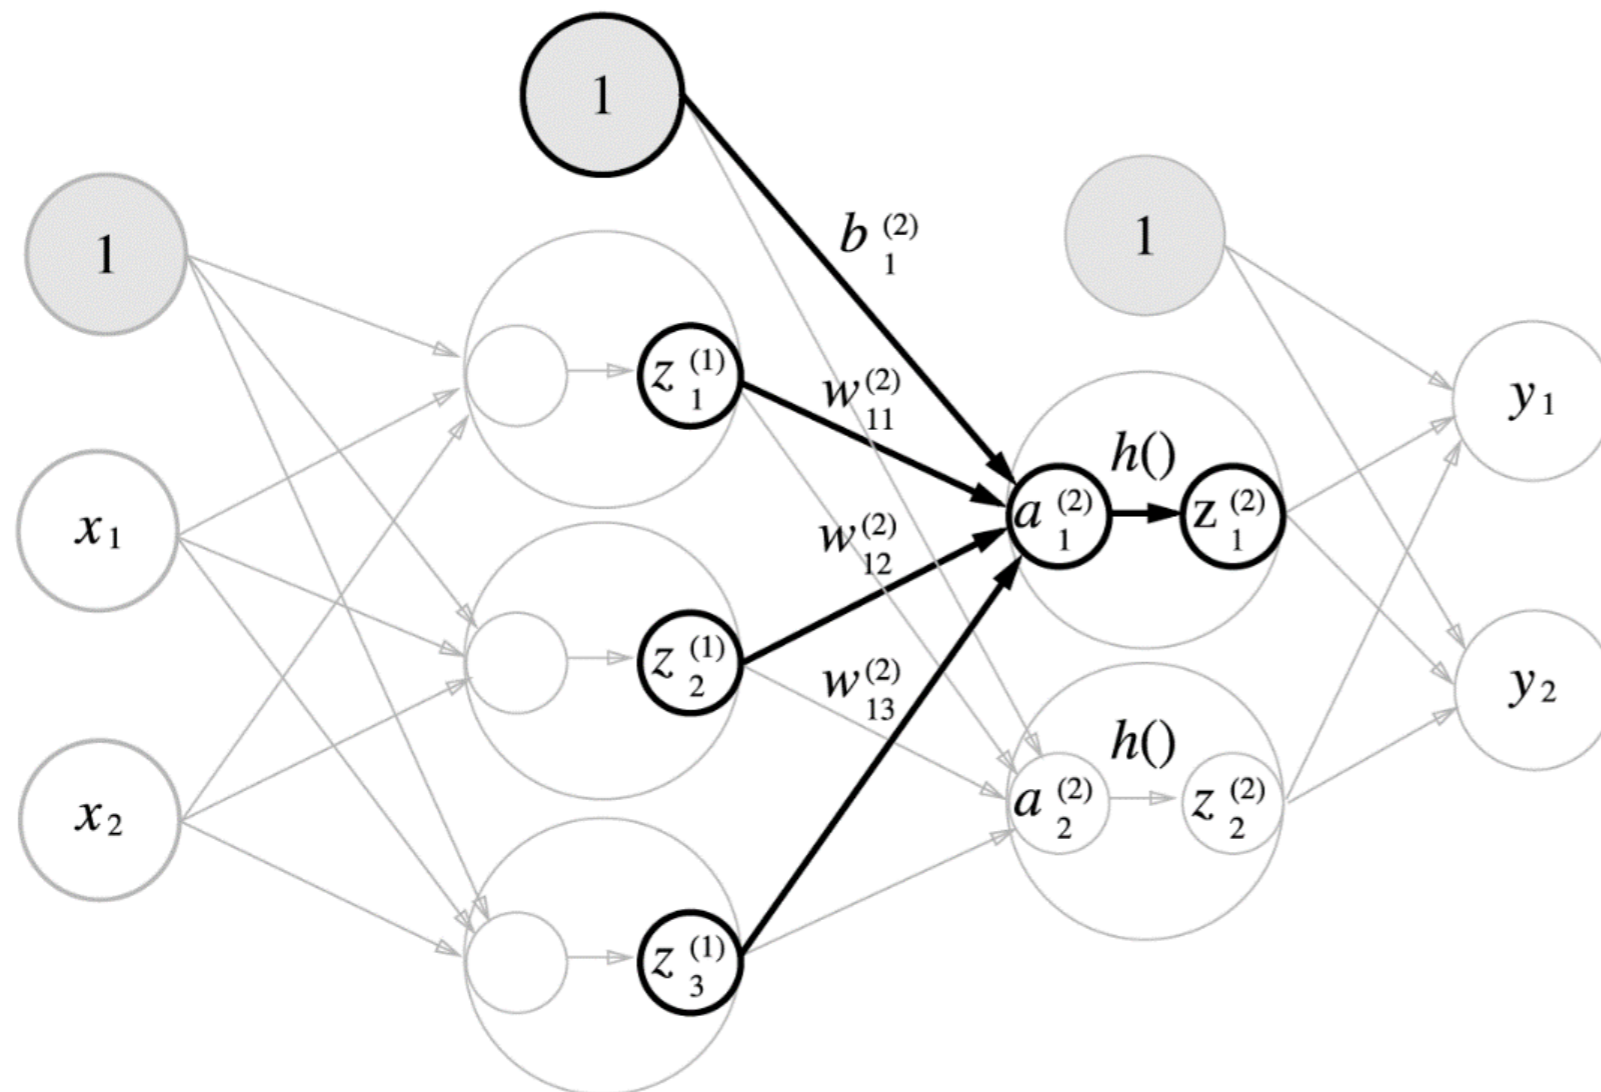 1
1
1
b₁⁽²⁾
z₁⁽¹⁾
w₁₁⁽²⁾
y₁
h()
x₁
w₁₂⁽²⁾
a₁⁽²⁾
z₁⁽²⁾
z₂⁽¹⁾
w₁₃⁽²⁾
y₂
h()
x₂
a₂⁽²⁾
z₂⁽²⁾
z₃⁽¹⁾